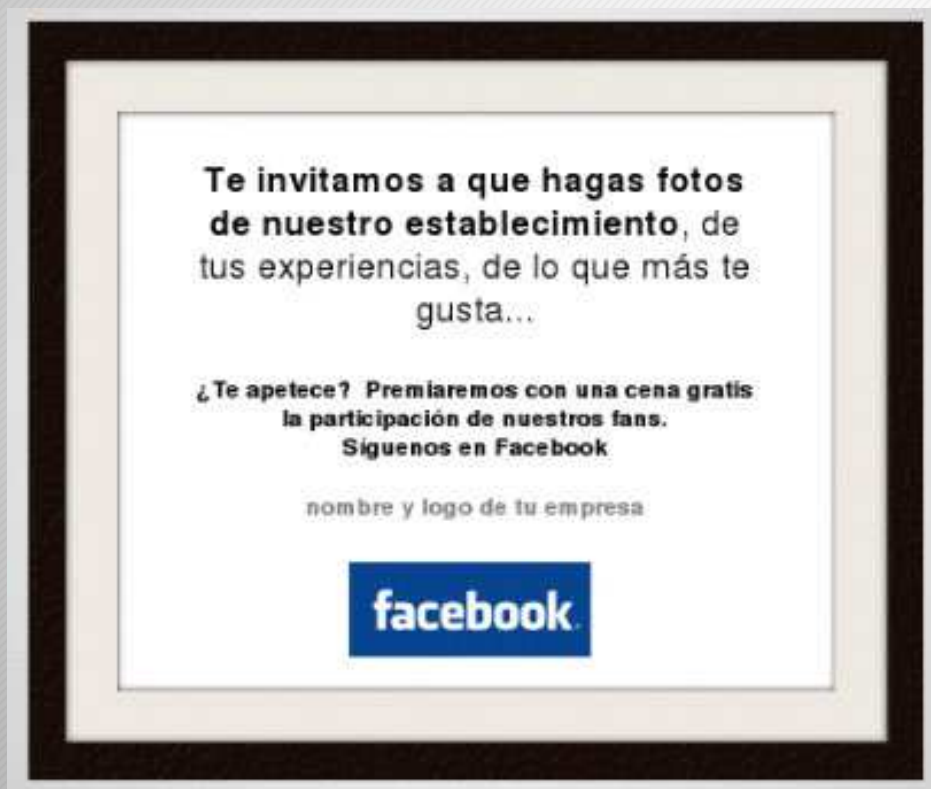 Te invitamos a que hagas fotos
de nuestro establecimiento, de
tus experiencias, de lo que más te
gusta...
¿Te apetece? Premiaremos con una cena gratis
la participación de nuestros fans.
Síguenos en Facebook
nombre y logo de tu empresa
facebook.